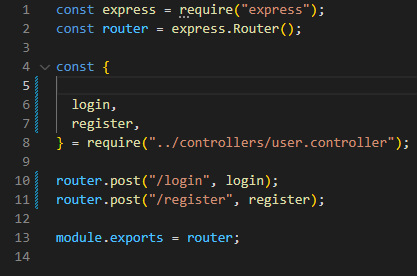 1 const express = require("express");
2 const router = express.Router();
3
4 const {
5
6 login,
7 register,
8 } = require("../controllers/user.controller");
9
10 router.post("/login", login);
11 router.post("/register", register);
12
13 module.exports = router;
14